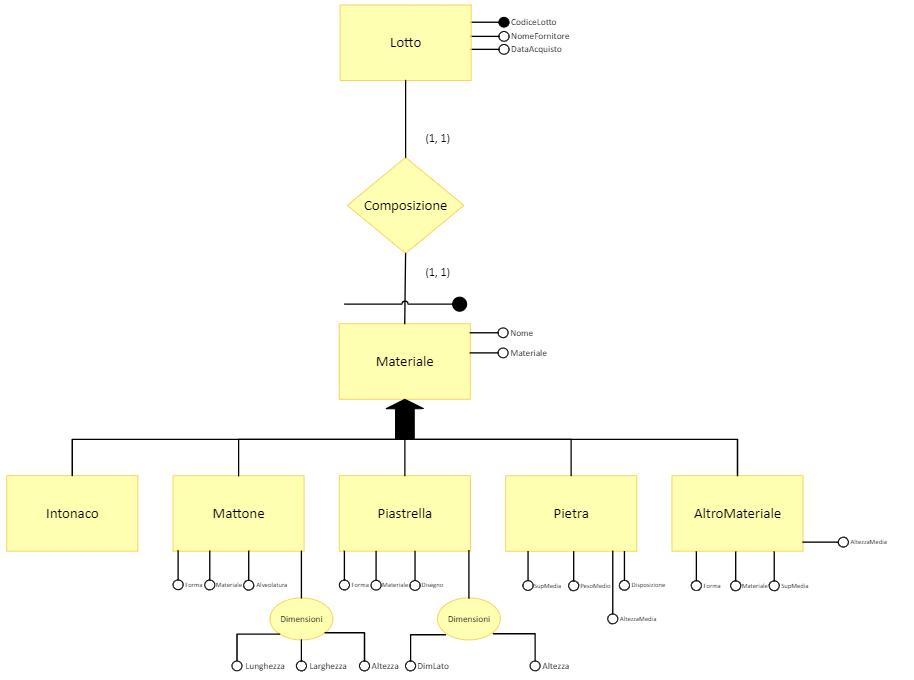 Lotto
CodiceLotto
NomeFornitore
DataAcquisto
(1, 1)
Composizione
(1, 1)
Materiale
Nome
Materiale
Intonaco
Mattone
Piastrella
Pietra
AltroMateriale
AltezzaMedia
Forma
Materiale
Alveolatura
Forma
Materiale
Disegno
SupMedia
PesoMedio
Disposizione
Forma
Materiale
SupMedia
Dimensioni
Dimensioni
AltezzaMedia
Lunghezza
Larghezza
Altezza
DimLato
Altezza